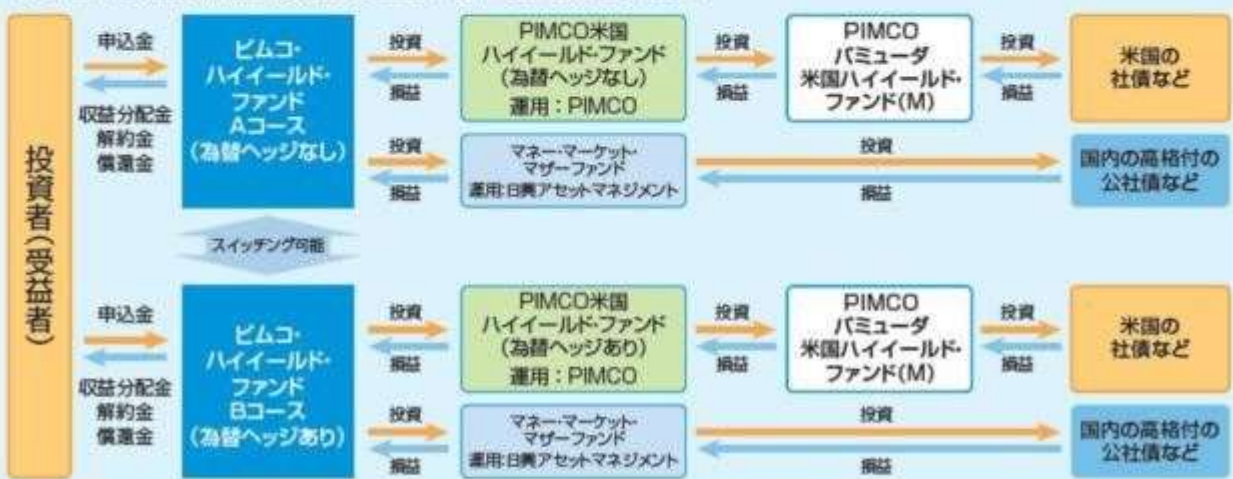 投資者(受益者)
申込金
収益分配金
解約金
償還金
ピムコ・
ハイイールド・
ファンド
Aコース
(為替ヘッジなし)
投資
損益
PIMCO米国
ハイイールド・ファンド
(為替ヘッジなし)
運用：PIMCO
投資
損益
PIMCO
バミューダ
米国ハイイールド・
ファンド(M)
投資
損益
米国の
社債など
投資
損益
マネー・マーケット・
マザーファンド
運用:日興アセットマネジメント
投資
損益
国内の高格付の
公社債など
スイッチング可能
申込金
収益分配金
解約金
償還金
ピムコ・
ハイイールド・
ファンド
Bコース
(為替ヘッジあり)
投資
損益
PIMCO米国
ハイイールド・ファンド
(為替ヘッジあり)
運用：PIMCO
投資
損益
PIMCO
バミューダ
米国ハイイールド・
ファンド(M)
投資
損益
米国の
社債など
投資
損益
マネー・マーケット・
マザーファンド
運用:日興アセットマネジメント
投資
損益
国内の高格付の
公社債など